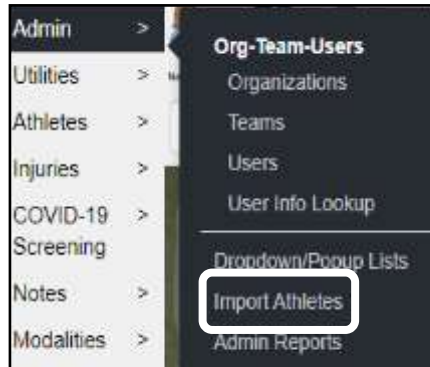 Admin >
Utilities >
Athletes >
Injuries >
COVID-19 >
Screening
Notes >
Modalities >
Org-Team-Users
Organizations
Teams
Users
User Info Lookup
Dropdown/Popup Lists
Import Athletes
Admin Reports